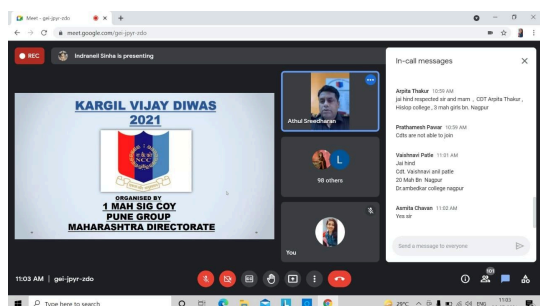 Meet - gei-jpyr-zdo
meet.google.com/gei-jpyr-zdo
REC
Indraneil Sinha is presenting
KARGIL VIJAY DIWAS
2021
NCC
ORGANISED BY
1 MAH SIG COY
PUNE GROUP
MAHARASHTRA DIRECTORATE
Athul Sreedharan
L
98 others
You
In-call messages
Arpita Thakur 10:59 AM
jai hind respected sir and mam , CDT Arpita Thakur ,
Hislop college , 3 mah girls bn. Nagpur
Prathamesh Pawar 10:59 AM
Cdts are not able to join
Vaishnavi Patle 11:01 AM
Jai hind
Cdt. Vaishnavi anil patle
20 Mah Bn Nagpur
Dr.ambedkar college nagpur
Asmita Chavan 11:02 AM
Yes sir
Send a message to everyone
11:03 AM | gei-jpyr-zdo
101
Type here to search
29°C
ENG
11:03